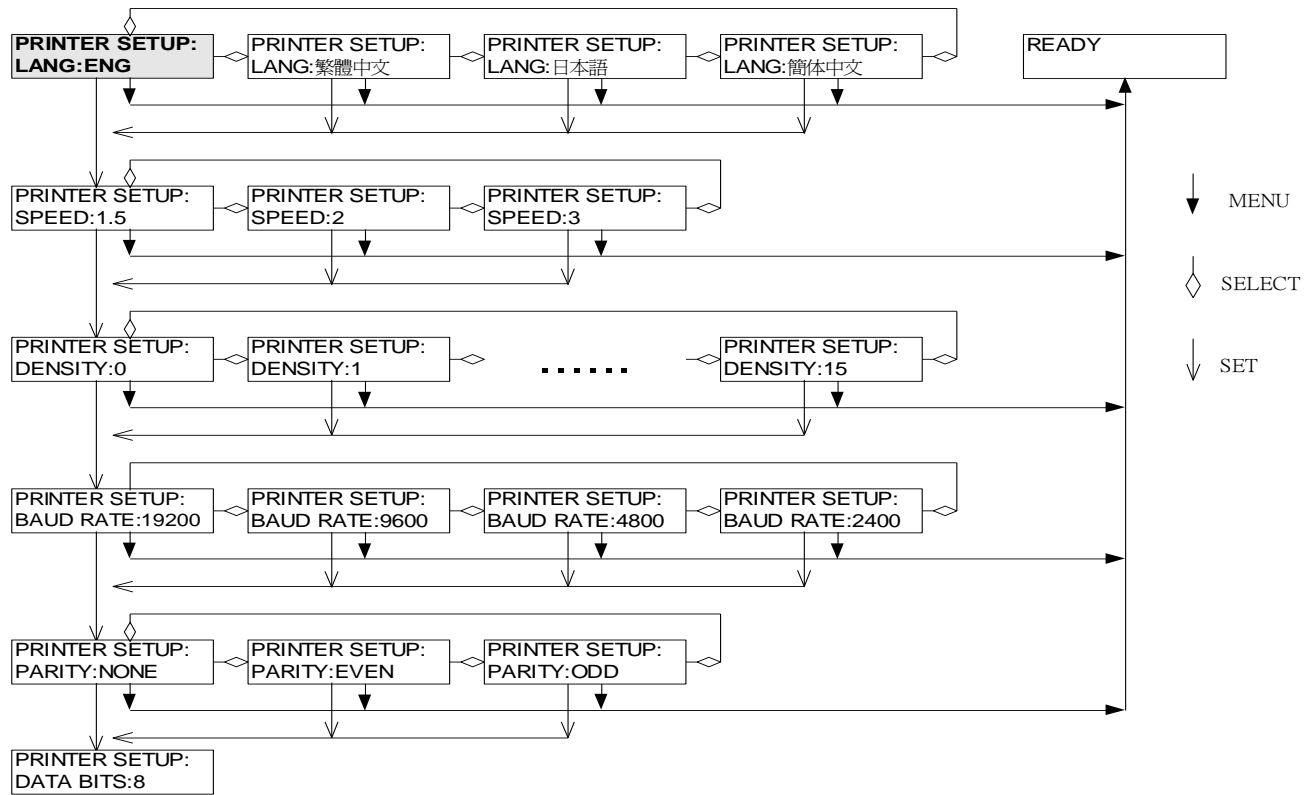 PRINTER SETUP:
LANG:ENG
PRINTER SETUP:
LANG:繁體中文
PRINTER SETUP:
LANG:日本語
PRINTER SETUP:
LANG:簡体中文
READY
PRINTER SETUP:
SPEED:1.5
PRINTER SETUP:
SPEED:2
PRINTER SETUP:
SPEED:3
MENU
SELECT
SET
PRINTER SETUP:
DENSITY:0
PRINTER SETUP:
DENSITY:1
......
PRINTER SETUP:
DENSITY:15
PRINTER SETUP:
BAUD RATE:19200
PRINTER SETUP:
BAUD RATE:9600
PRINTER SETUP:
BAUD RATE:4800
PRINTER SETUP:
BAUD RATE:2400
PRINTER SETUP:
PARITY:NONE
PRINTER SETUP:
PARITY:EVEN
PRINTER SETUP:
PARITY:ODD
PRINTER SETUP:
DATA BITS:8